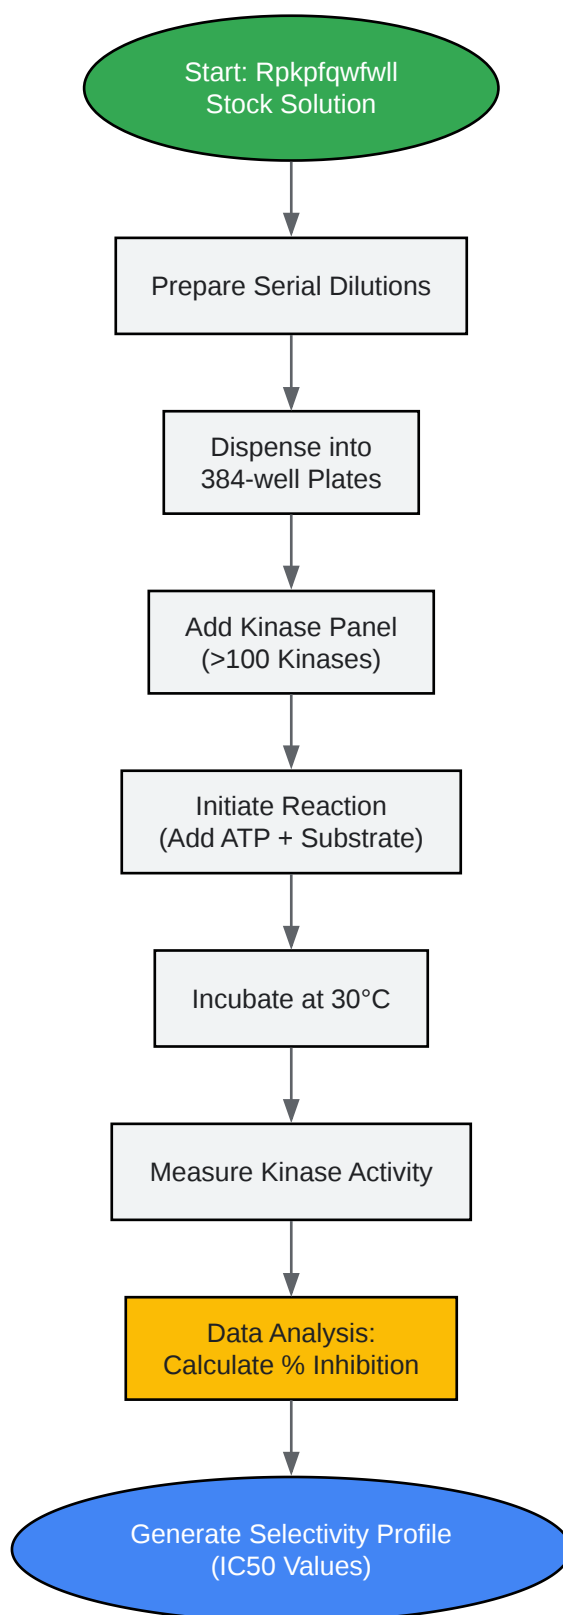 Start: Rpkpfqwfwll
Stock Solution
Prepare Serial Dilutions
Dispense into
384-well Plates
Add Kinase Panel
(>100 Kinases)
Initiate Reaction
(Add ATP + Substrate)
Incubate at 30°C
Measure Kinase Activity
Data Analysis:
Calculate % Inhibition
Generate Selectivity Profile
(IC50 Values)